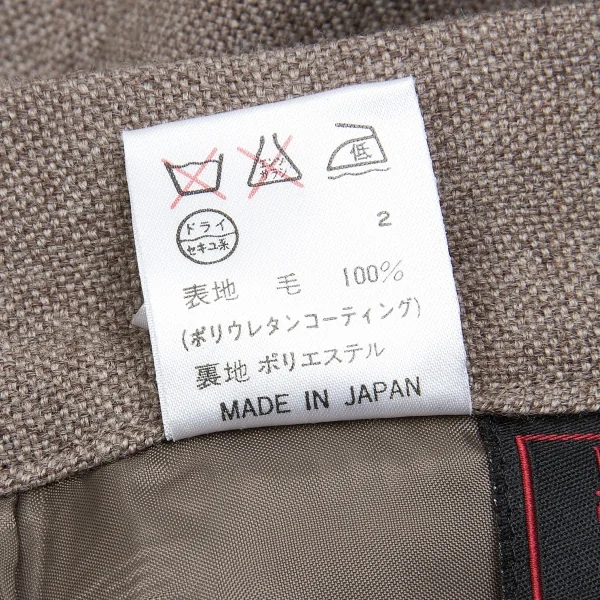 エンソ サラシ 低
ドライ
セキユ系
2
表地 毛 100%
(ポリウレタンコーティング)
裏地 ポリエステル
MADE IN JAPAN